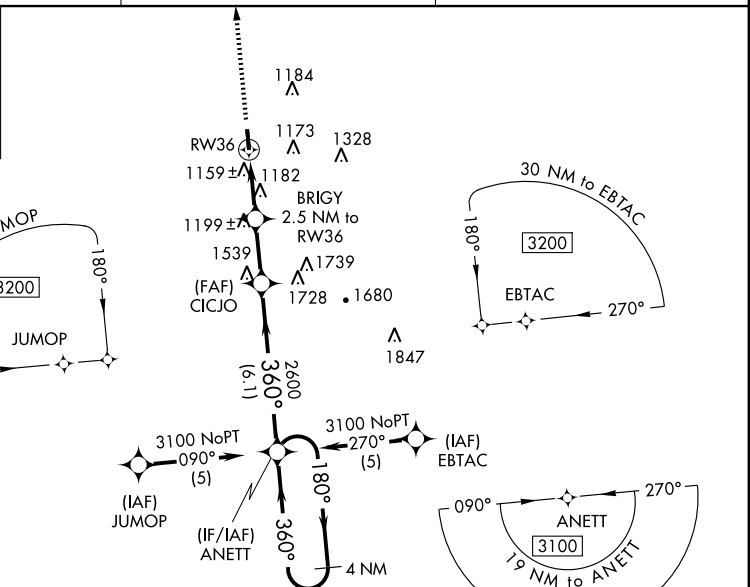 1184
RW36
1173
1328
1159±
1182
BRIGY
2.5 NM to
RW36
1199±
1539
1739
(FAF)
CICJO
1728
1680
1847
2600
360°
(6.1)
3100 NoPT
090°
(5)
(IAF)
JUMOP
3100 NoPT
270°
(5)
(IAF)
EBTAC
(IF/IAF)
ANETT
180°
360°
4 NM
30 NM to EBTAC
180°
3200
EBTAC
270°
MOP
180°
3200
JUMOP
090°
270°
ANETT
3100
19 NM to ANETT